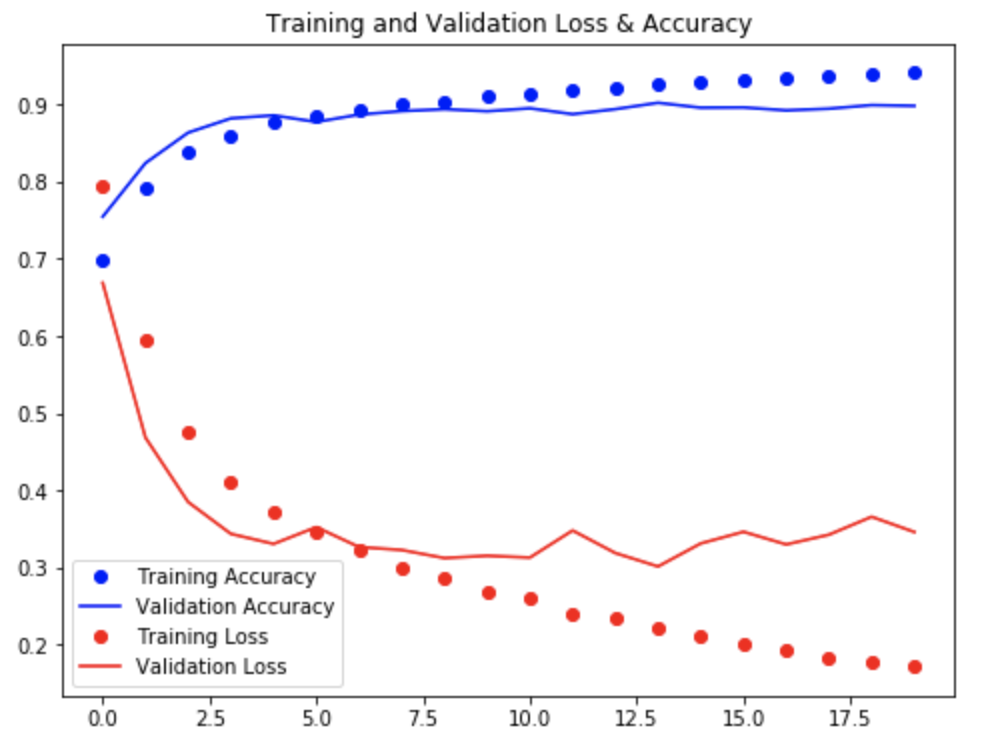 Training and Validation Loss & Accuracy
0.9
0.8
0.7
0.6
0.5
0.4
0.3
0.2
Training Accuracy
Validation Accuracy
Training Loss
Validation Loss
0.0 2.5 5.0 7.5 10.0 12.5 15.0 17.5